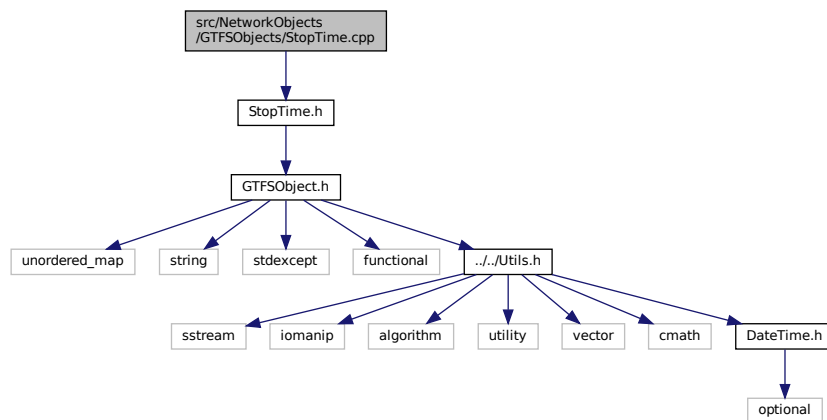 src/NetworkObjects
/GTFSObjects/StopTime.cpp
StopTime.h
GTFSObject.h
unordered_map
string
stdexcept
functional
../../Utils.h
sstream
iomanip
algorithm
utility
vector
cmath
DateTime.h
optional